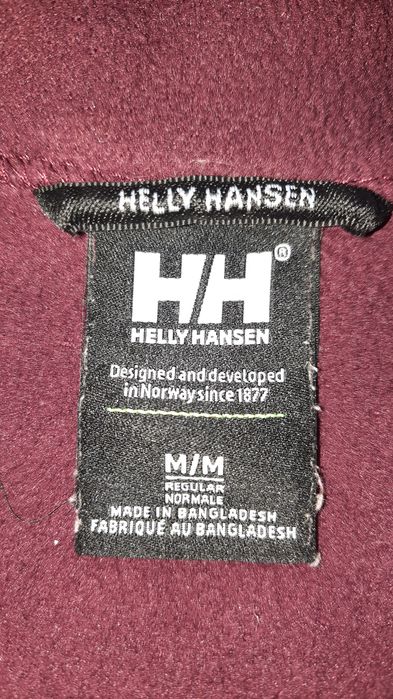 HELLY HANSEN
H/H®
HELLY HANSEN
Designed and developed
in Norway since 1877
M/M
REGULAR
NORMALE
MADE IN BANGLADESH
FABRIQUÉ AU BANGLADESH